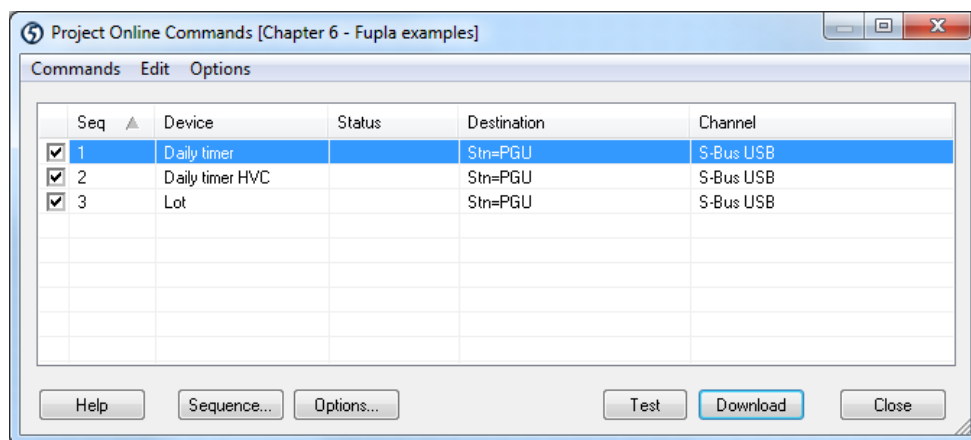 Project Online Commands [Chapter 6 - Fupla examples]
Commands Edit Options
Seq Device Status Destination Channel
1 Daily timer Stn=PGU S-Bus USB
2 Daily timer HVC Stn=PGU S-Bus USB
3 Lot Stn=PGU S-Bus USB
Help Sequence... Options... Test Download Close